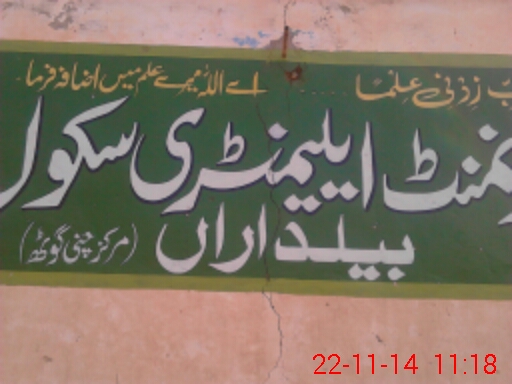 زدنی علما ..... اے اللہ میرے علم میں اضافہ فرما
ایلیمنٹری سکول
بیلداراں (مرکز چنی گوٹھ)
22-11-14 11:18